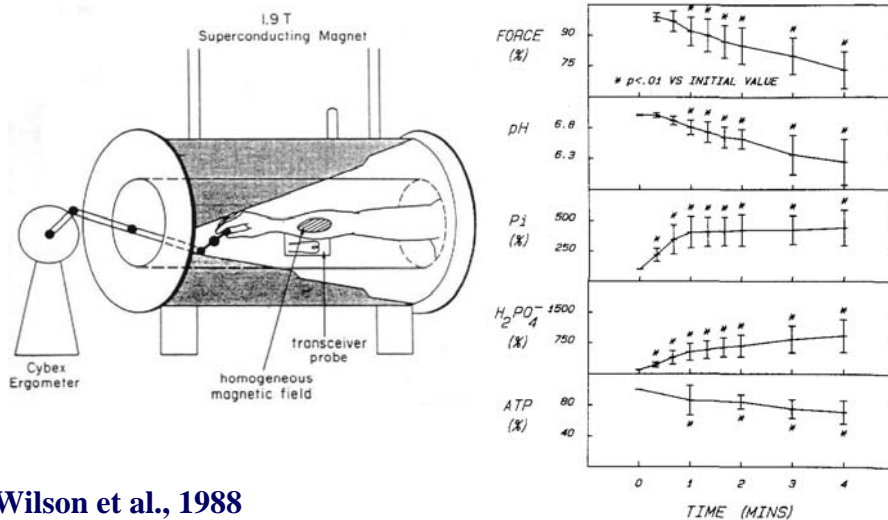 1.9 T
Superconducting Magnet
Cybex
Ergometer
transceiver
probe
homogeneous
magnetic field
FORCE
(%)
90
75
* p<.01 VS INITIAL VALUE
pH
6.8
6.3
Pi
(%)
500
250
H₂PO₄⁻
(%)
1500
750
ATP
(%)
80
40
0 1 2 3 4
TIME (MINS)
Wilson et al., 1988